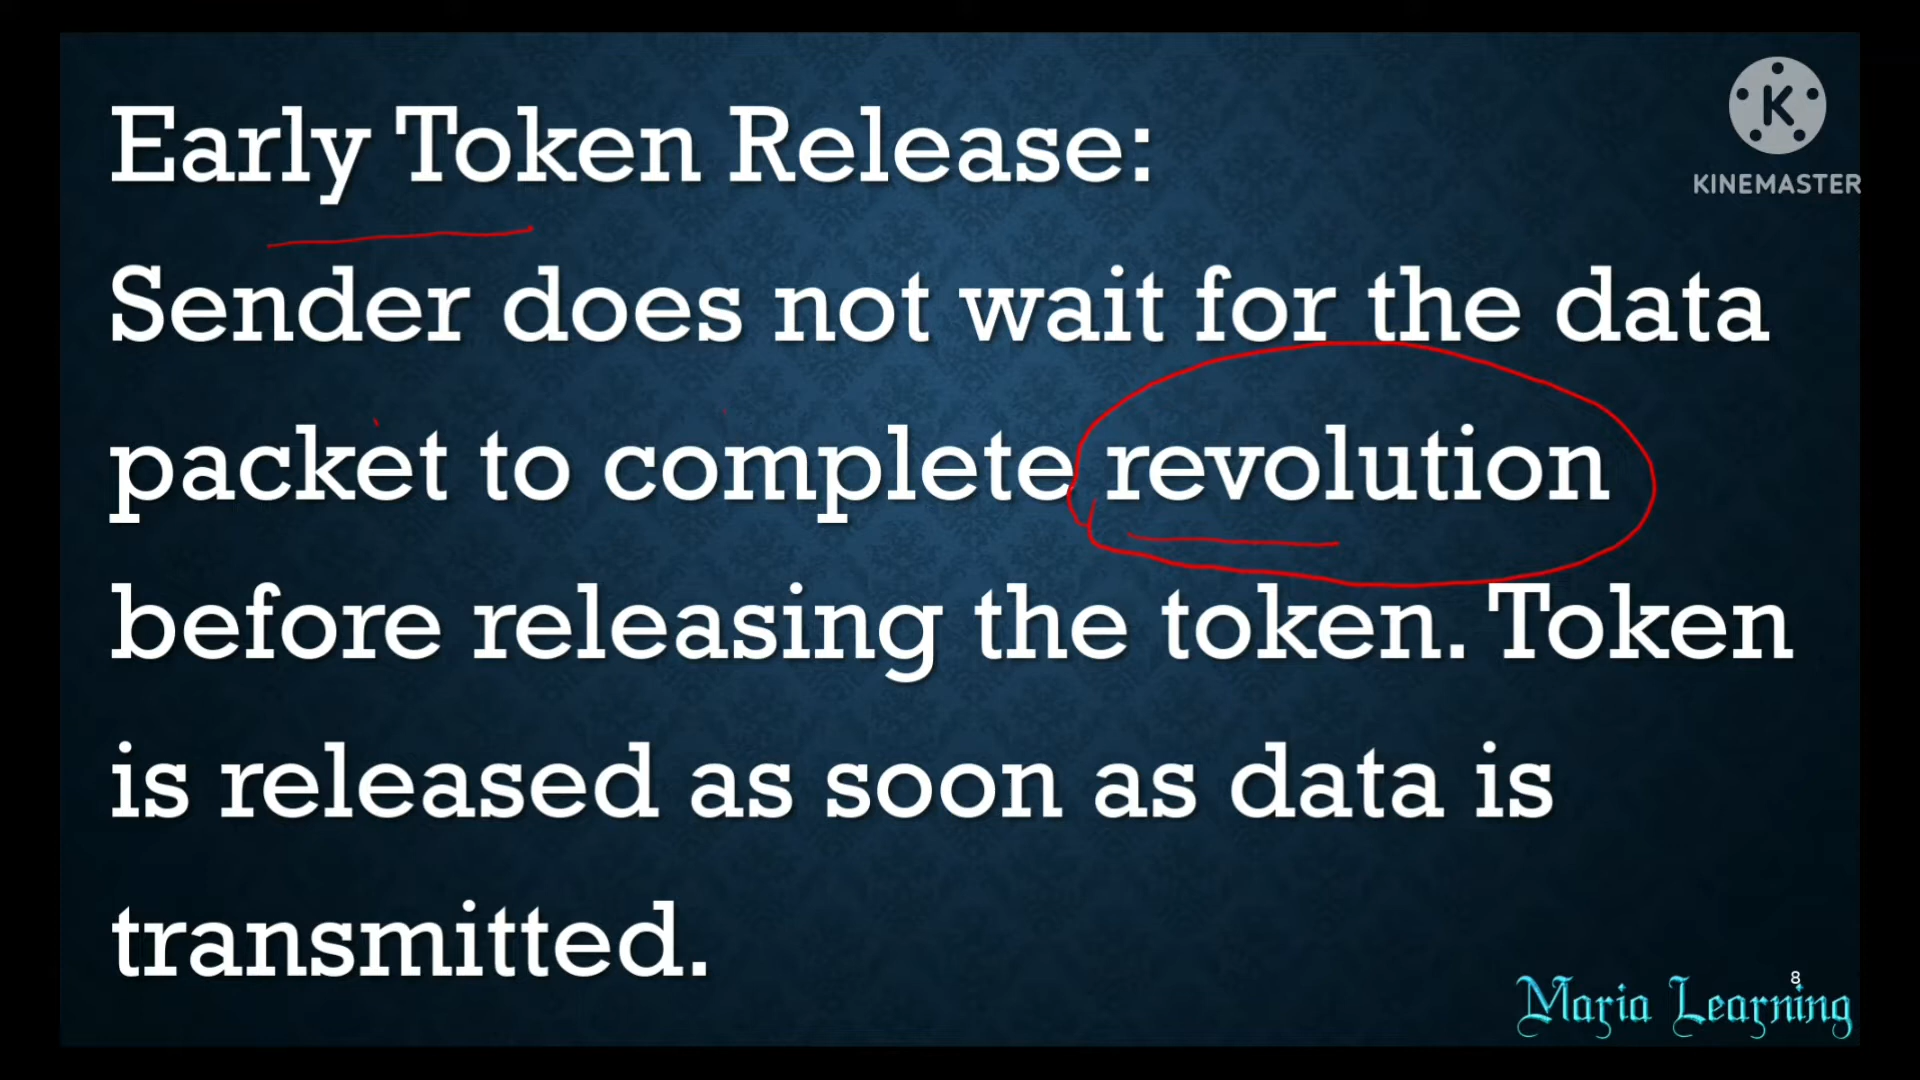 Early Token Release:
Sender does not wait for the data
packet to complete revolution
before releasing the token. Token
is released as soon as data is
transmitted.
K
KINEMASTER
8
Maria Learning